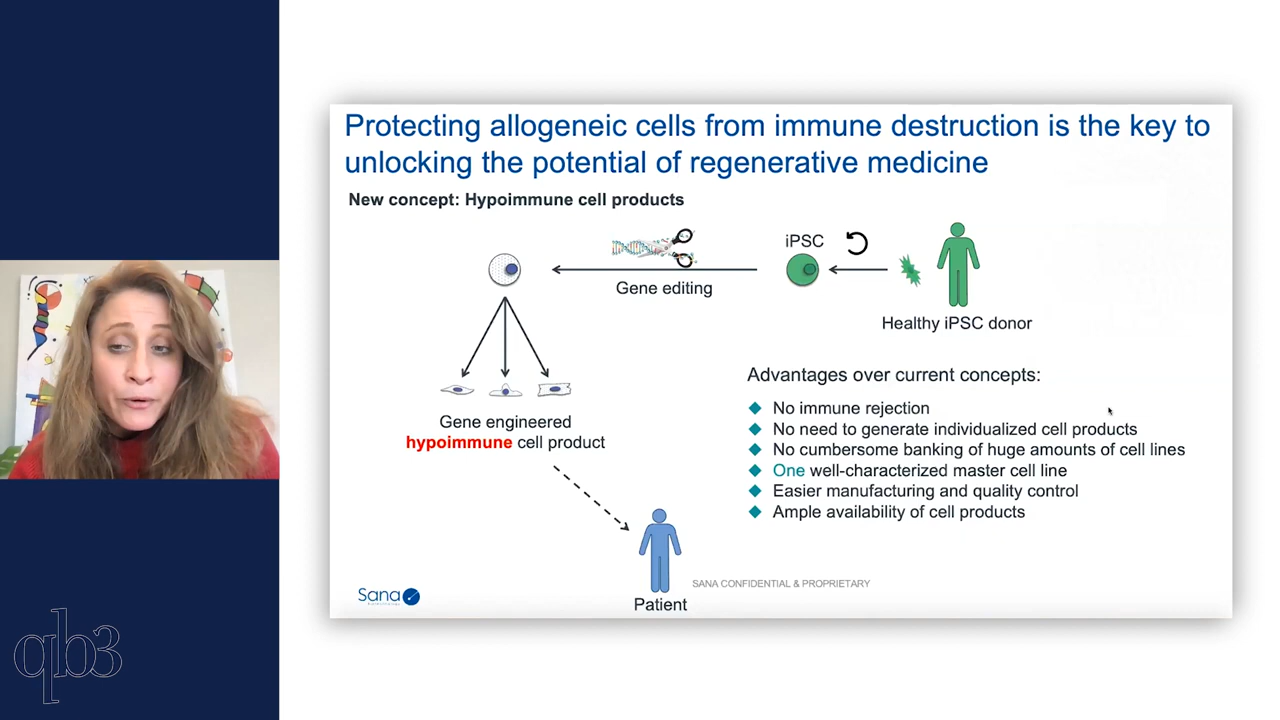 Protecting allogeneic cells from immune destruction is the key to
unlocking the potential of regenerative medicine
New concept: Hypoimmune cell products
iPSC
Gene editing
Healthy iPSC donor
Gene engineered
hypoimmune cell product
Advantages over current concepts:
No immune rejection
No need to generate individualized cell products
No cumbersome banking of huge amounts of cell lines
One well-characterized master cell line
Easier manufacturing and quality control
Ample availability of cell products
Patient
SANA CONFIDENTIAL & PROPRIETARY
Sana
qb3